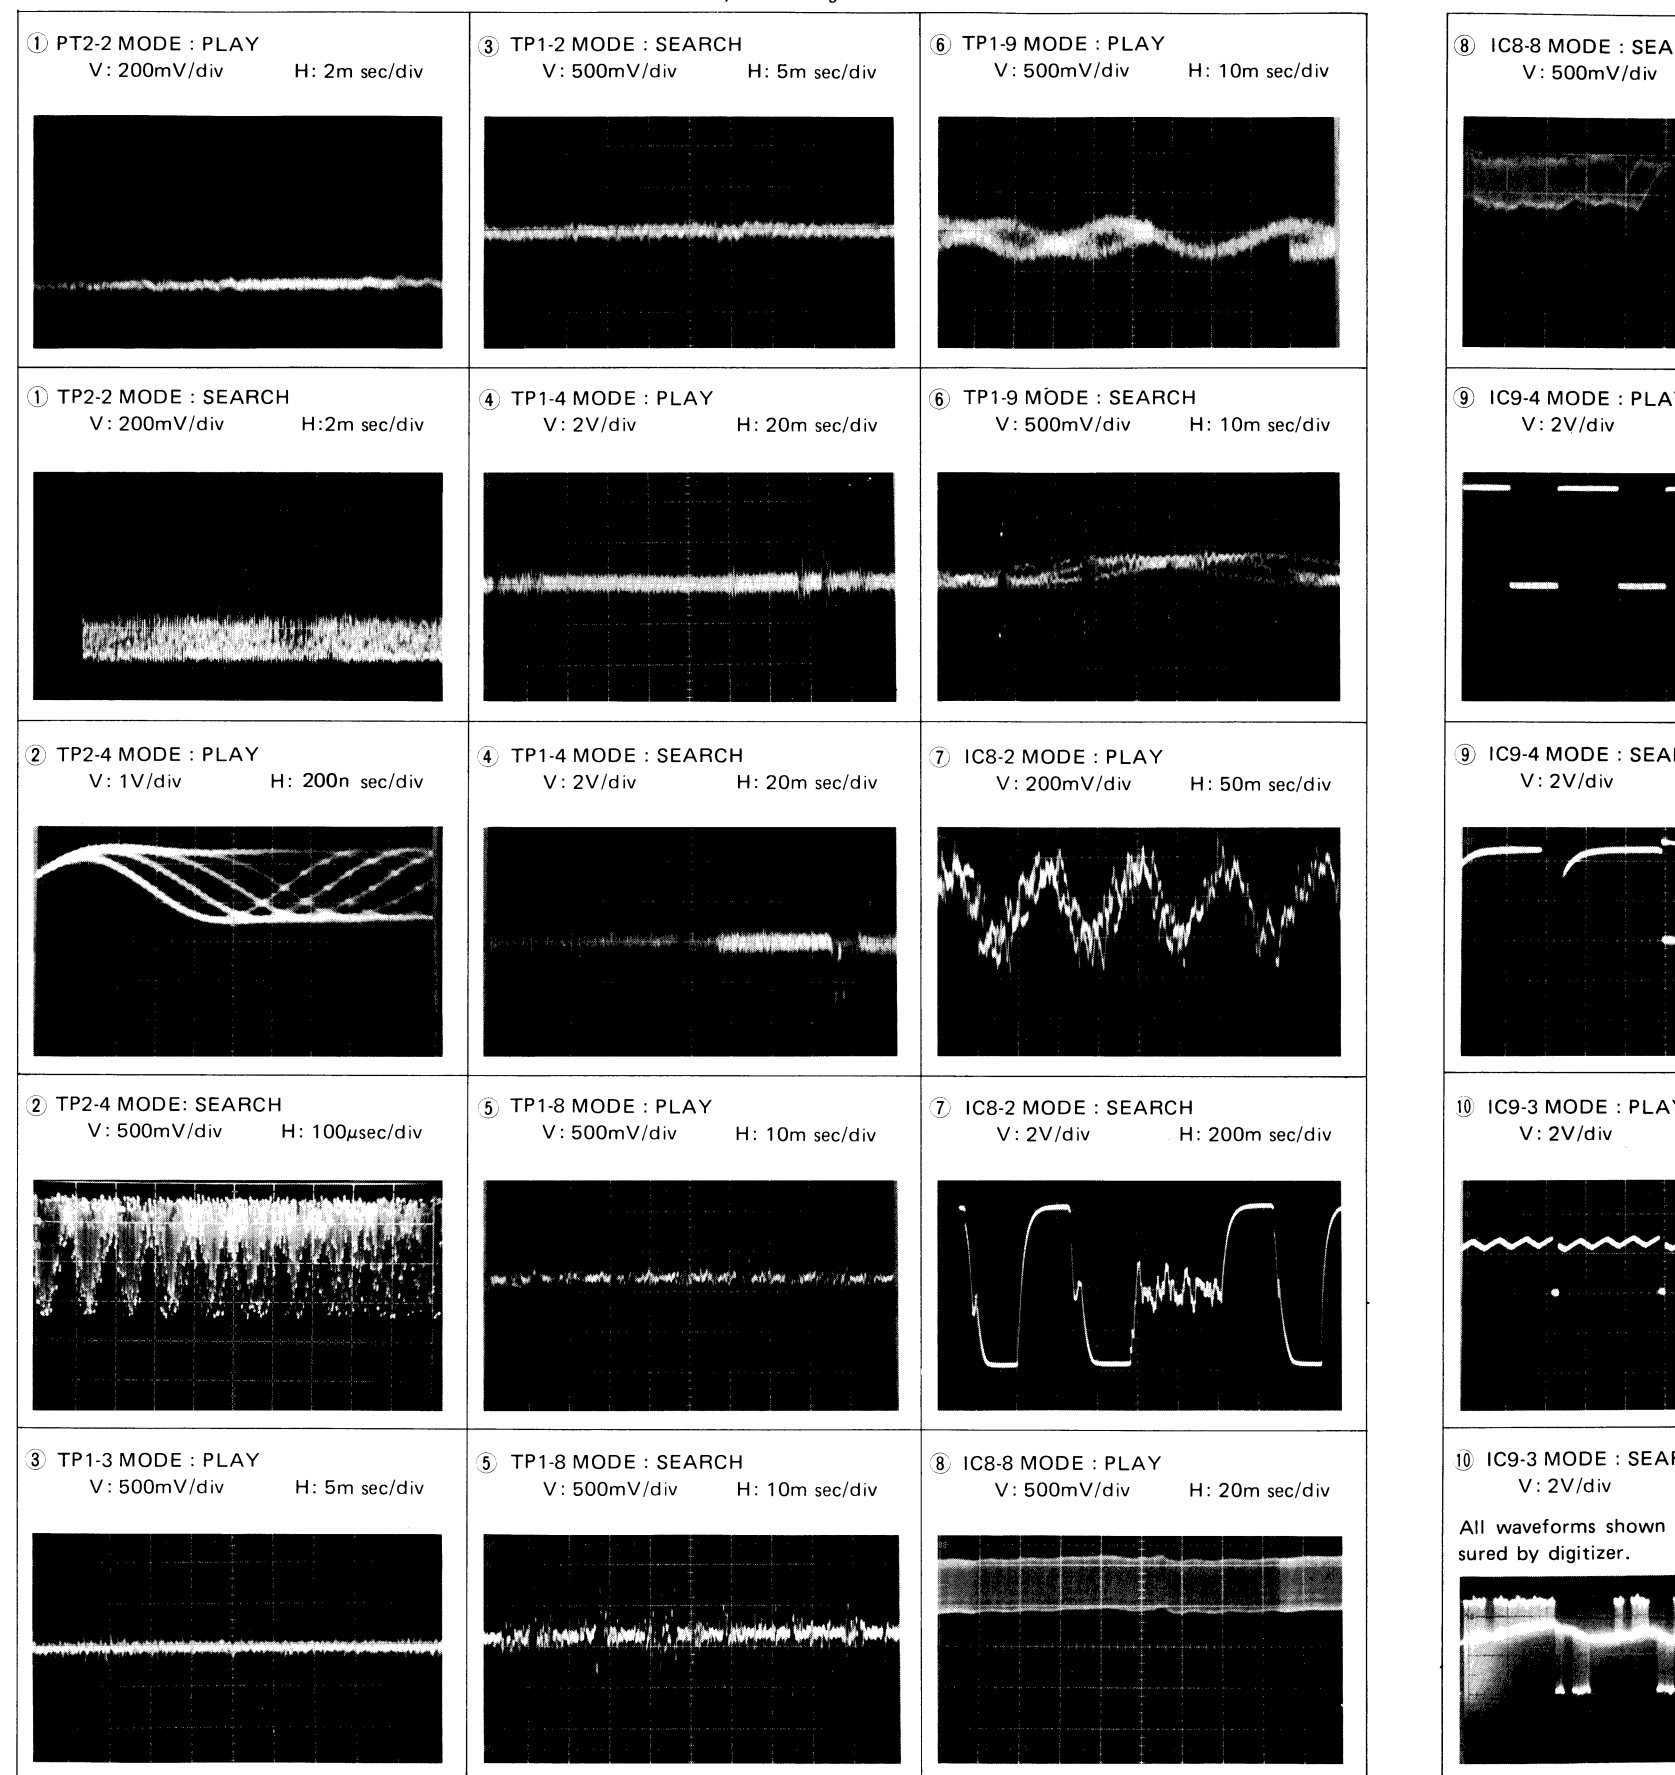 ① PT2-2 MODE : PLAY
V : 200mV/div H : 2m sec/div
① TP2-2 MODE : SEARCH
V : 200mV/div H:2m sec/div
② TP2-4 MODE : PLAY
V : 1V/div H : 200n sec/div
② TP2-4 MODE: SEARCH
V : 500mV/div H : 100μsec/div
③ TP1-3 MODE : PLAY
V : 500mV/div H : 5m sec/div
③ TP1-2 MODE : SEARCH
V : 500mV/div H : 5m sec/div
④ TP1-4 MODE : PLAY
V : 2V/div H : 20m sec/div
④ TP1-4 MODE : SEARCH
V : 2V/div H : 20m sec/div
⑤ TP1-8 MODE : PLAY
V : 500mV/div H : 10m sec/div
⑤ TP1-8 MODE : SEARCH
V : 500mV/div H : 10m sec/div
⑥ TP1-9 MODE : PLAY
V : 500mV/div H : 10m sec/div
⑥ TP1-9 MODE : SEARCH
V : 500mV/div H : 10m sec/div
⑦ IC8-2 MODE : PLAY
V : 200mV/div H : 50m sec/div
⑦ IC8-2 MODE : SEARCH
V : 2V/div H : 200m sec/div
⑧ IC8-8 MODE : PLAY
V : 500mV/div H : 20m sec/div
⑧ IC8-8 MODE : SEA
V : 500mV/div
⑨ IC9-4 MODE : PLA
V : 2V/div
⑨ IC9-4 MODE : SEA
V : 2V/div
⑩ IC9-3 MODE : PLA
V : 2V/div
⑩ IC9-3 MODE : SEA
V : 2V/div
All waveforms shown
sured by digitizer.